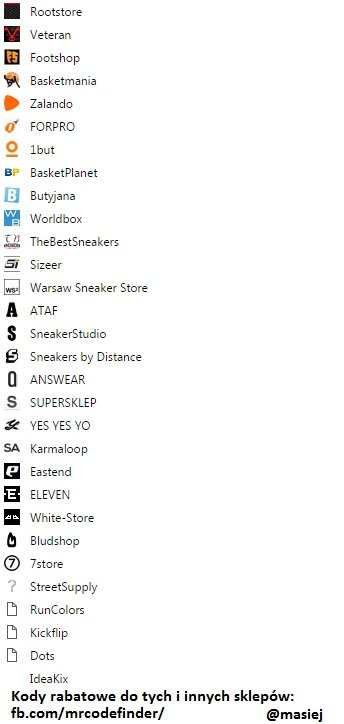 Rootstore
Veteran
Footshop
Basketmania
Zalando
FORPRO
1but
BasketPlanet
Butyjana
Worldbox
TheBestSneakers
Sizeer
Warsaw Sneaker Store
ATAF
SneakerStudio
Sneakers by Distance
ANSWEAR
SUPERSKLEP
YES YES YO
Karmaloop
Eastend
ELEVEN
White-Store
Bludshop
7store
StreetSupply
RunColors
Kickflip
Dots
IdeaKix
Kody rabatowe do tych i innych sklepów:
fb.com/mrcodefinder/ @masiej